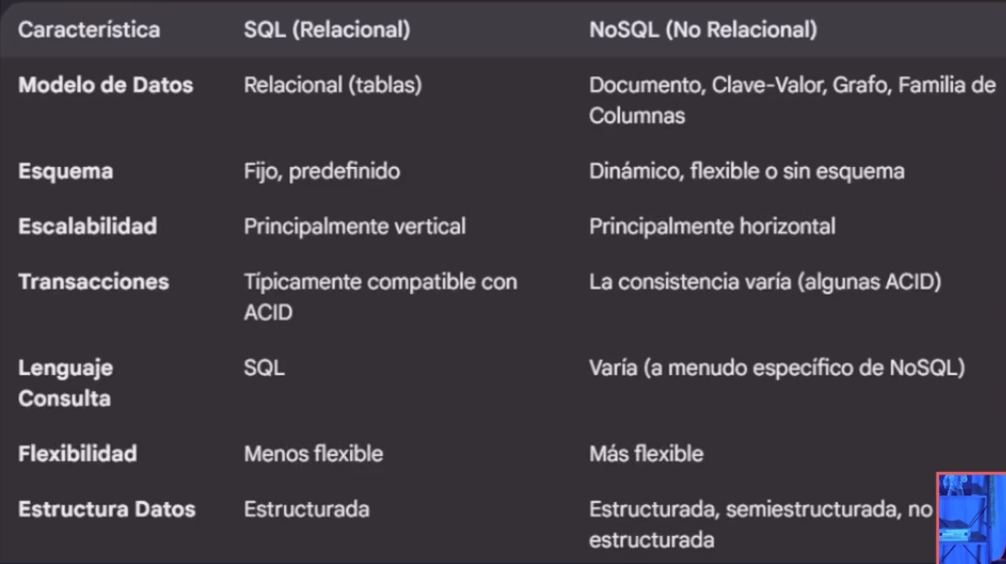 Característica SQL (Relacional) NoSQL (No Relacional)
Modelo de Datos Relacional (tablas) Documento, Clave-Valor, Grafo, Familia de
Columnas
Esquema Fijo, predefinido Dinámico, flexible o sin esquema
Escalabilidad Principalmente vertical Principalmente horizontal
Transacciones Típicamente compatible con La consistencia varía (algunas ACID)
ACID
Lenguaje SQL Varía (a menudo específico de NoSQL)
Consulta
Flexibilidad Menos flexible Más flexible
Estructura Datos Estructurada Estructurada, semiestructurada, no
estructurada